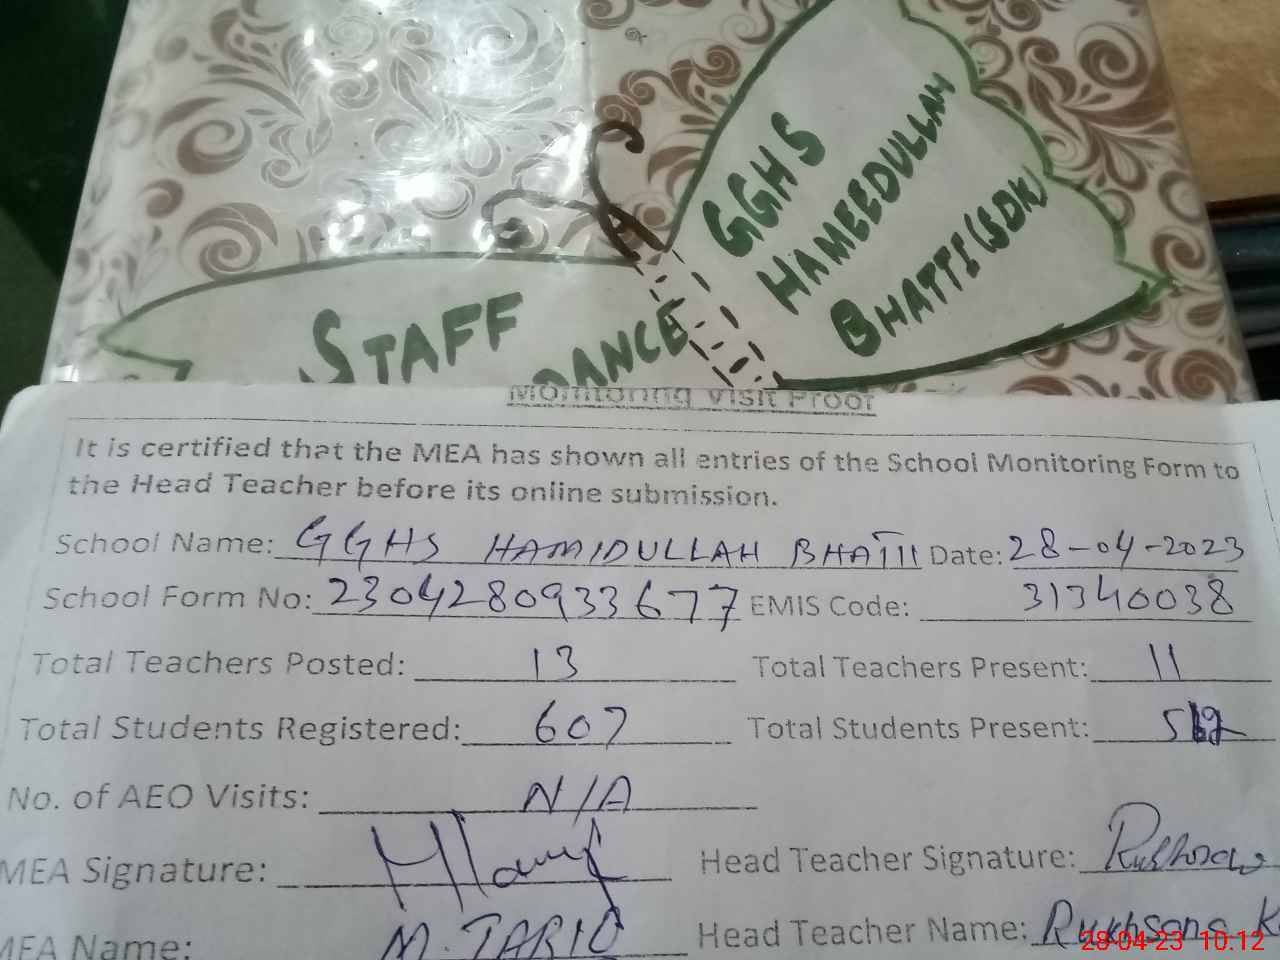 GGHS
HAMEEDULLAH
BHATTI (SDK)
STAFF
DANCE
Monitoring Visit Proof
It is certified that the MEA has shown all entries of the School Monitoring Form to
the Head Teacher before its online submission.
School Name: GGHS HAMIDULLAH BHATTI Date: 28-04-2023
School Form No: 2304280933677 EMIS Code: 31340038
Total Teachers Posted: 13 Total Teachers Present: 11
Total Students Registered: 607 Total Students Present:
No. of AEO Visits: N/A
MEA Signature: Head Teacher Signature: Rukhsana
MEA Name: M. TARIQ Head Teacher Name: Rukhsana K
28-04-23 10:12